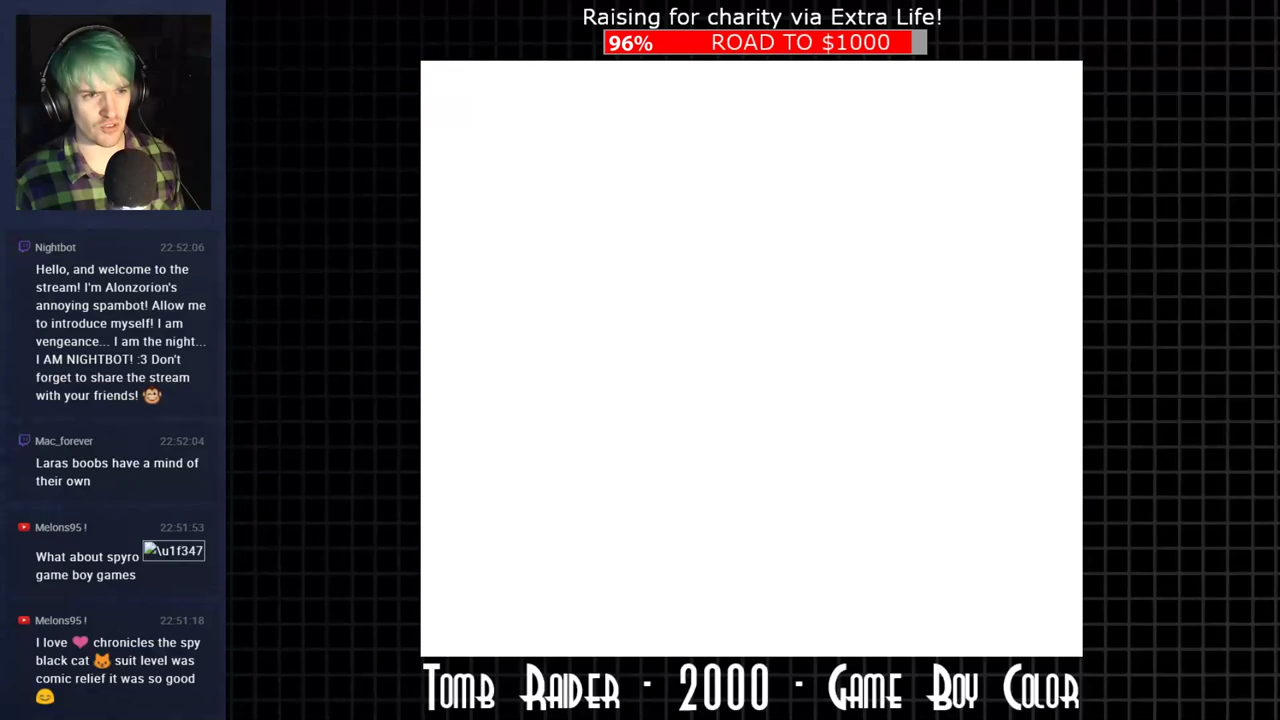 Raising for charity via Extra Life!
96% ROAD TO $1000
Nightbot 22:52:06
Hello, and welcome to the
stream! I'm Alonzorion's
annoying spambot! Allow me
to introduce myself! I am
vengeance... I am the night...
I AM NIGHTBOT! :3 Don't
forget to share the stream
with your friends! 🐵
Mac_forever 22:52:04
Laras boobs have a mind of
their own
Melons95 ! 22:51:53
What about spyro \u1f347
game boy games
Melons95 ! 22:51:18
I love 💗 chronicles the spy
black cat 🐱 suit level was
comic relief it was so good
😊
Tomb Raider - 2000 - Game Boy Color